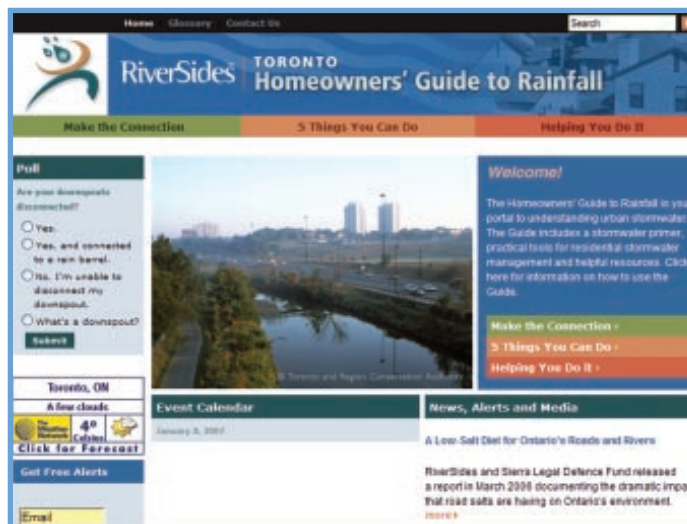 Home Glossary Contact Us Search
RiverSides TORONTO
Homeowners' Guide to Rainfall
Make the Connection 5 Things You Can Do Helping You Do It
Poll
Are your downspouts
disconnected?
Yes.
Yes, and connected
to a rain barrel.
No. I'm unable to
disconnect my
downspout.
What's a downspout?
Submit
© Toronto and Region Conservation Authority
Welcome!
The Homeowners' Guide to Rainfall is you
portal to understanding urban stormwater.
The Guide includes a stormwater primer,
practical tools for residential stormwater
management and helpful resources. Click
here for information on how to use the
Guide.
Make the Connection ›
5 Things You Can Do ›
Helping You Do It ›
Toronto, ON
A few clouds
The Weather Network
4°
Celsius
Click for Forecast
Get Free Alerts
Email
Event Calendar
January 8, 2007
News, Alerts and Media
A Low-Salt Diet for Ontario's Roads and Rivers
RiverSides and Sierra Legal Defence Fund released
a report in March 2006 documenting the dramatic impa
that road salts are having on Ontario's environment.
more ›